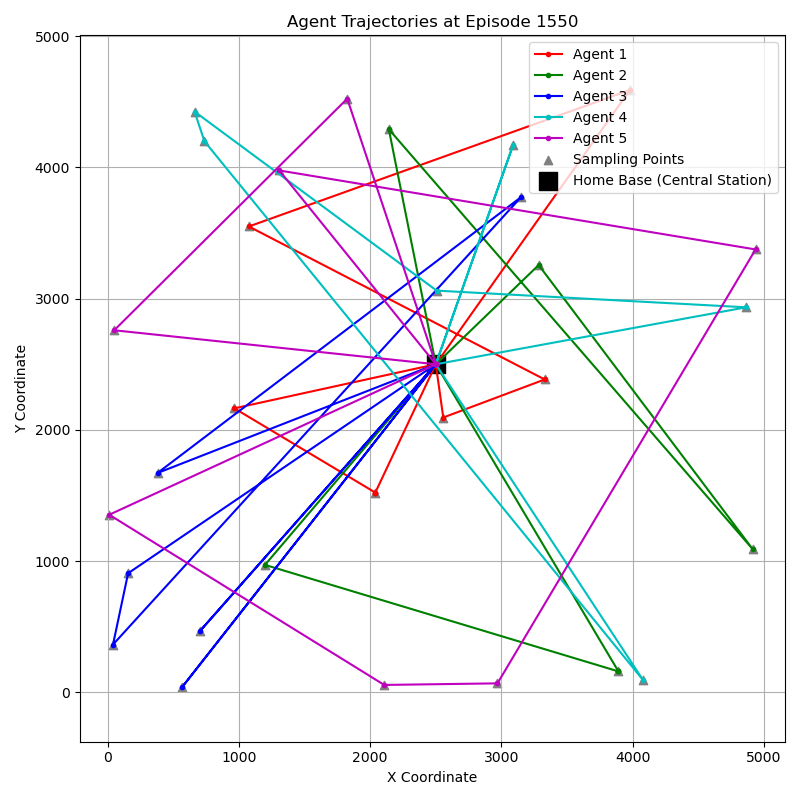 Agent Trajectories at Episode 1550
Agent 1
Agent 2
Agent 3
Agent 4
Agent 5
Sampling Points
Home Base (Central Station)
Y Coordinate
5000
4000
3000
2000
1000
0
0 1000 2000 3000 4000 5000
X Coordinate